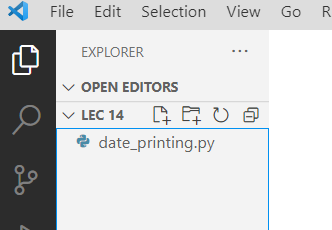 File Edit Selection View Go R
EXPLORER
OPEN EDITORS
LEC 14
date_printing.py